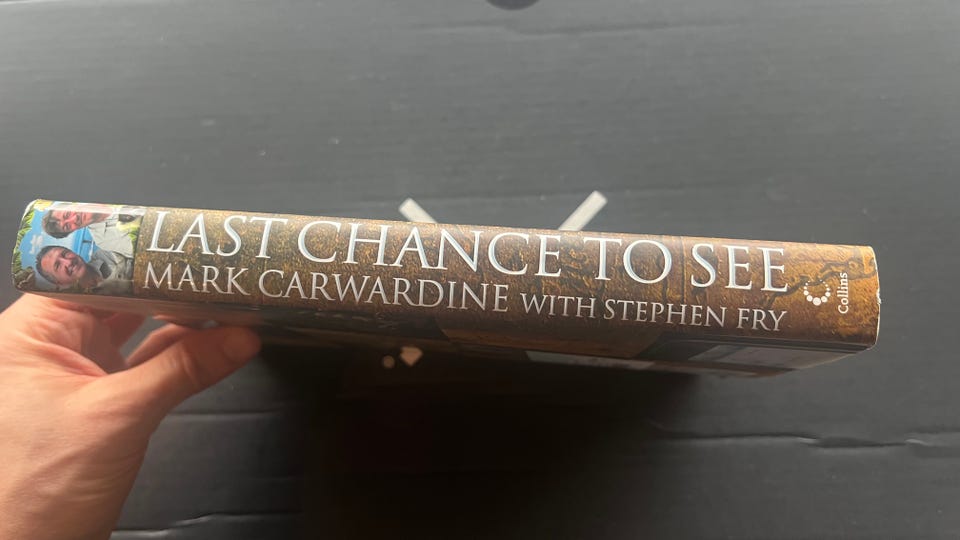 LAST CHANCE TO SEE
MARK CARWARDINE WITH STEPHEN FRY
Collins